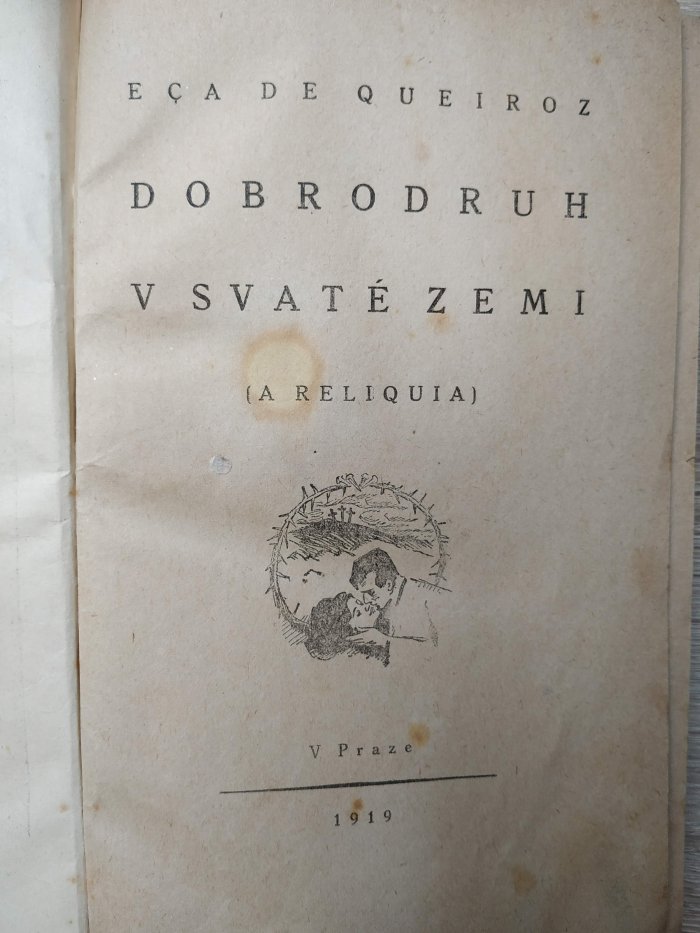 EÇA DE QUEIROZ
DOBRODRUH
V SVATÉ ZEMI
(A RELIQUIA)
V Praze
1919